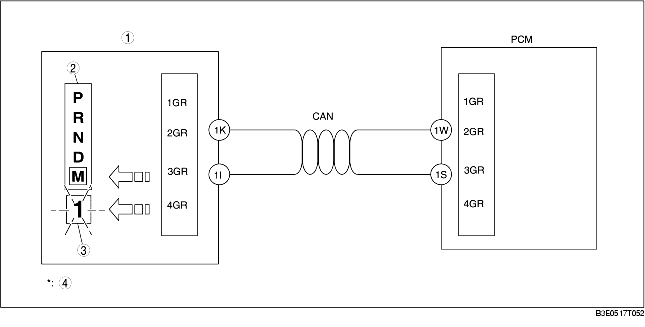 ① PCM
②
P
R
N
D
M
1
③
1GR
2GR
3GR
4GR
1K
1I
CAN
1W
1S
1GR
2GR
3GR
4GR
*: ④
B3E0517T052